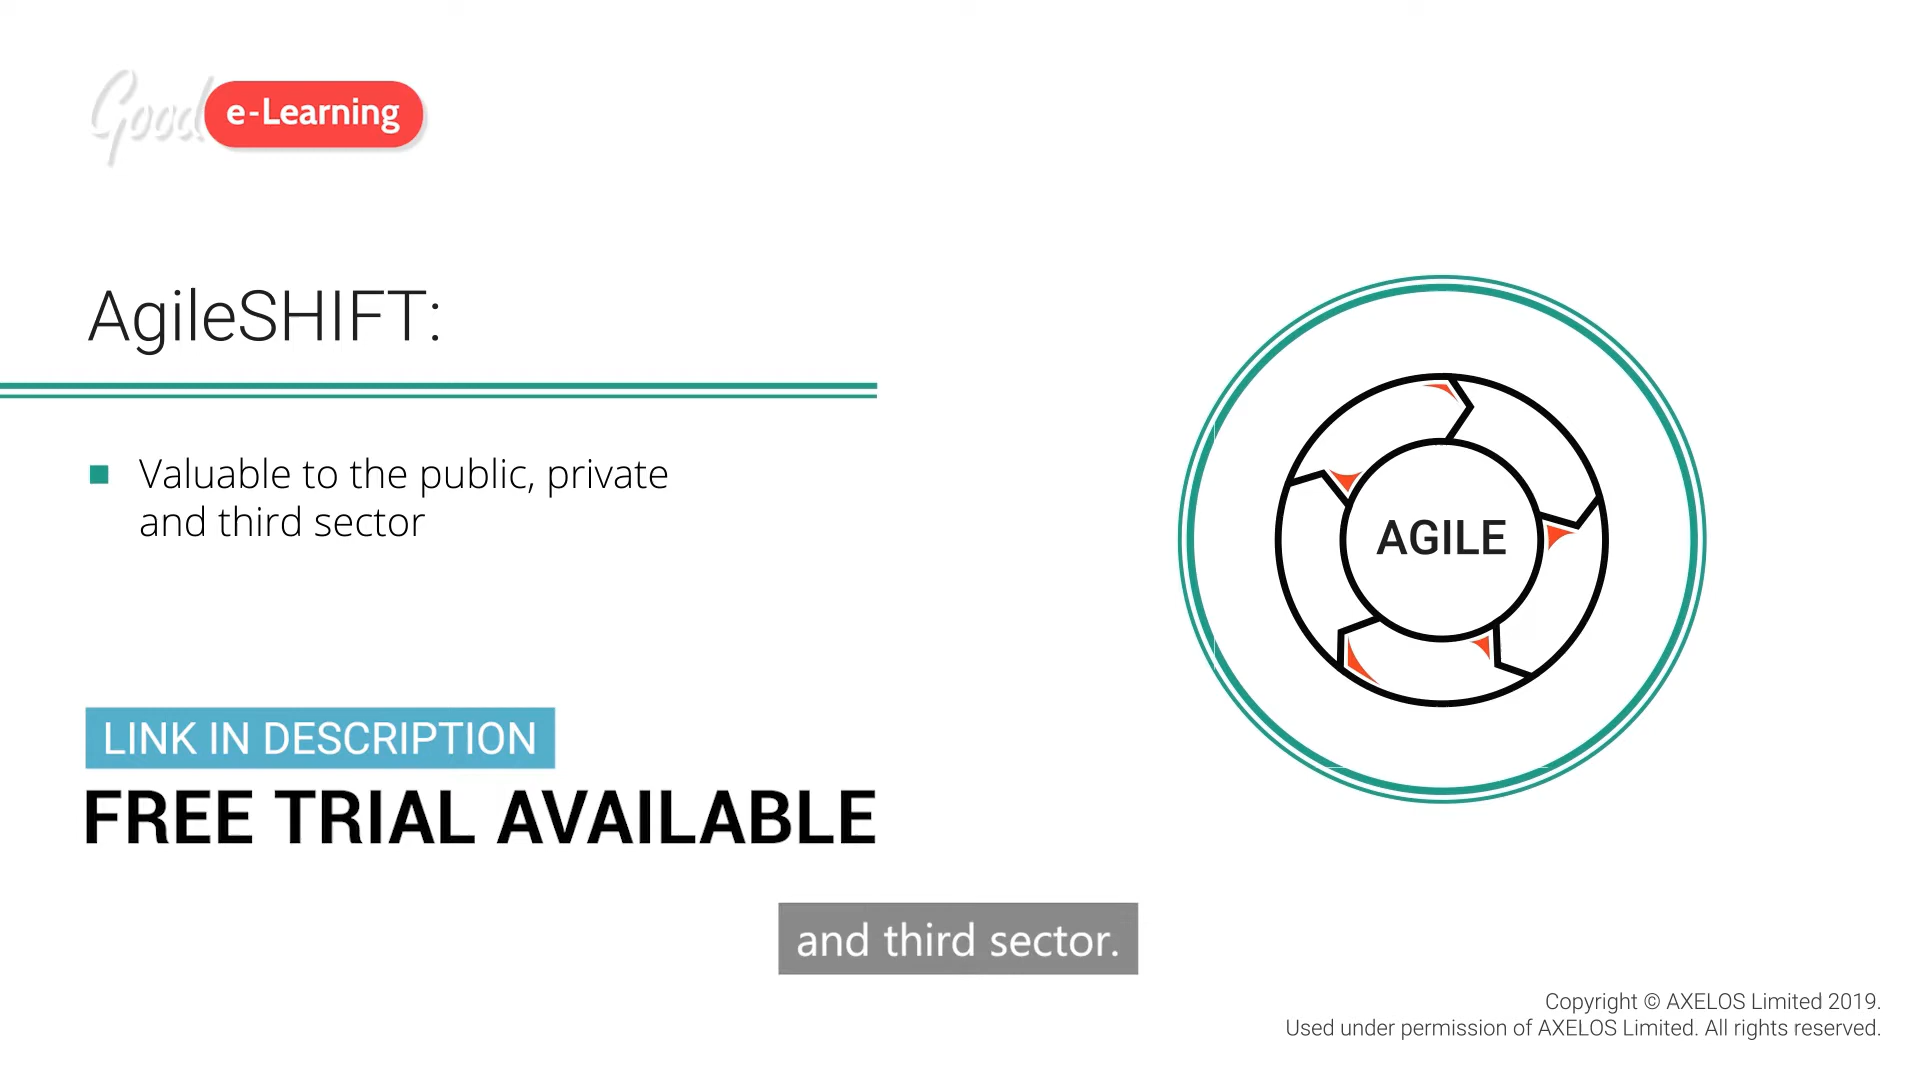 Good e-Learning
AgileSHIFT:
Valuable to the public, private
and third sector
AGILE
LINK IN DESCRIPTION
FREE TRIAL AVAILABLE
and third sector.
Copyright © AXELOS Limited 2019.
Used under permission of AXELOS Limited. All rights reserved.